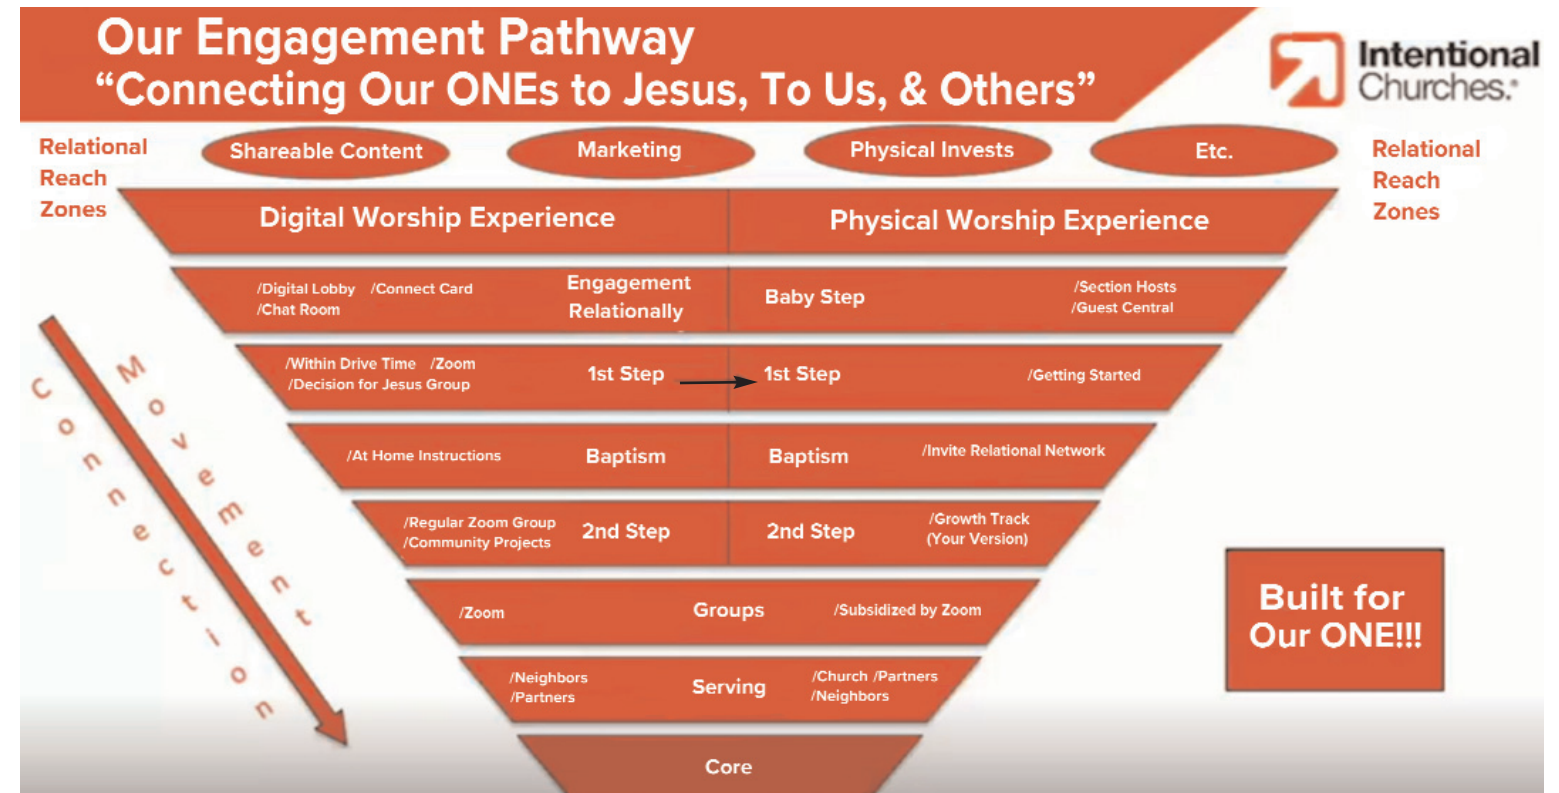 Our Engagement Pathway
“Connecting Our ONEs to Jesus, To Us, & Others”
Intentional
Churches.
Relational
Reach
Zones
Shareable Content
Marketing
Physical Invests
Etc.
Relational
Reach
Zones
Digital Worship Experience
Physical Worship Experience
/Digital Lobby /Connect Card
/Chat Room
Engagement
Relationally
Baby Step
/Section Hosts
/Guest Central
/Within Drive Time /Zoom
/Decision for Jesus Group
1st Step
1st Step
/Getting Started
/At Home Instructions
Baptism
Baptism
/Invite Relational Network
/Regular Zoom Group
/Community Projects
2nd Step
2nd Step
/Growth Track
(Your Version)
/Zoom
Groups
/Subsidized by Zoom
/Neighbors
/Partners
Serving
/Church /Partners
/Neighbors
Core
Movement
Connection
Built for
Our ONE!!!